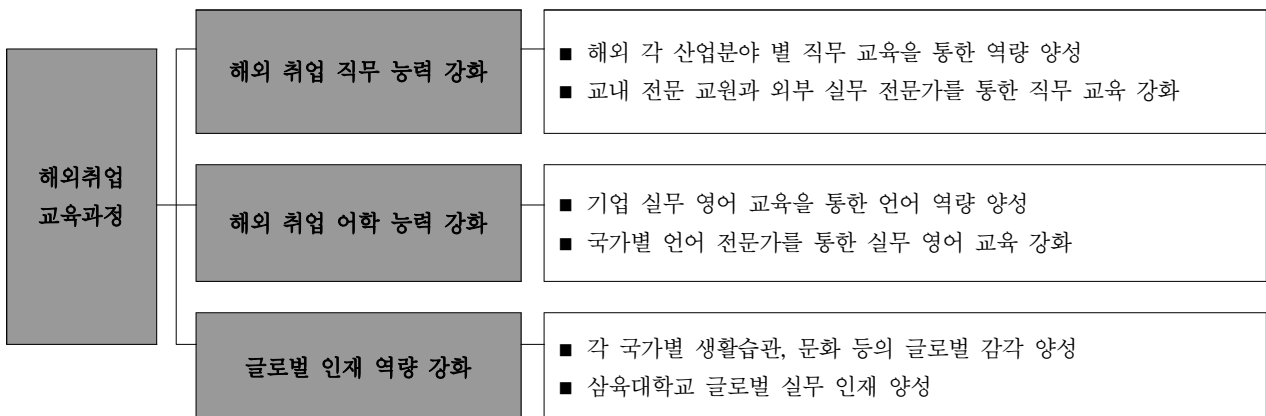 해외취업
교육과정
해외 취업 직무 능력 강화
■ 해외 각 산업분야 별 직무 교육을 통한 역량 양성
■ 교내 전문 교원과 외부 실무 전문가를 통한 직무 교육 강화
해외 취업 어학 능력 강화
■ 기업 실무 영어 교육을 통한 언어 역량 양성
■ 국가별 언어 전문가를 통한 실무 영어 교육 강화
글로벌 인재 역량 강화
■ 각 국가별 생활습관, 문화 등의 글로벌 감각 양성
■ 삼육대학교 글로벌 실무 인재 양성